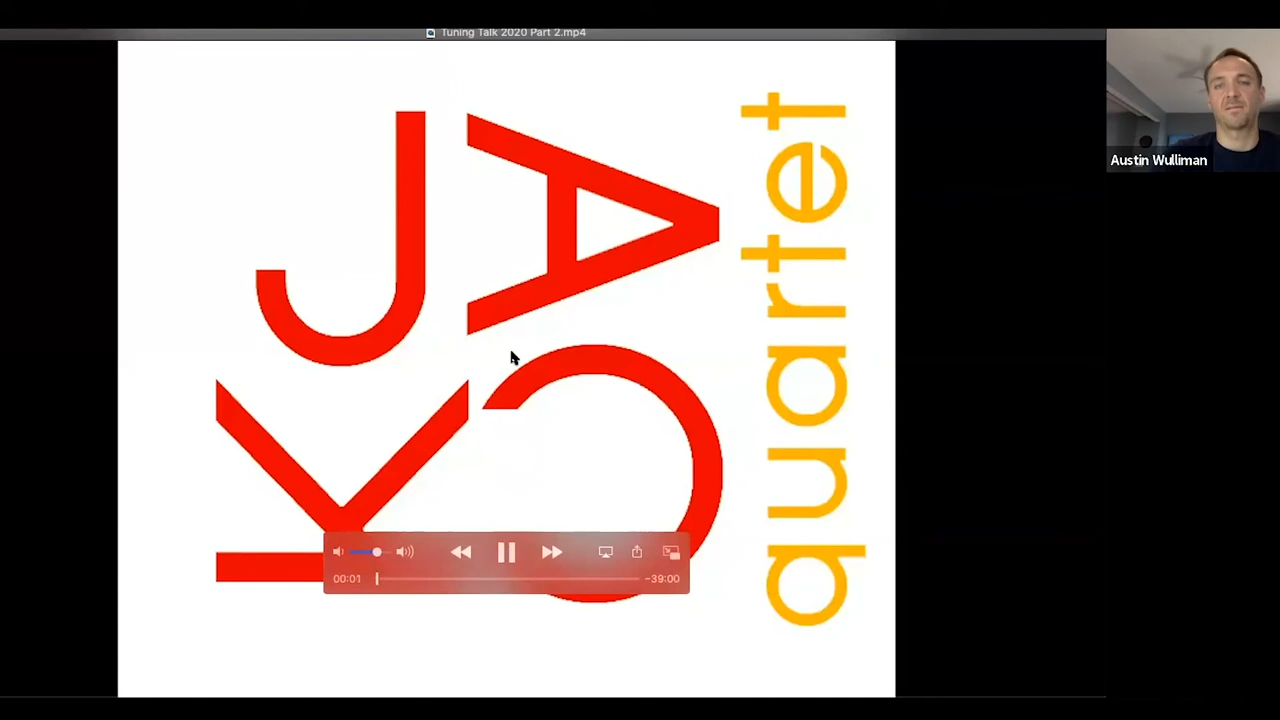 Tuning Talk 2020 Part 2.mp4
JACK
quartet
00:01
−39:00
Austin Wulliman